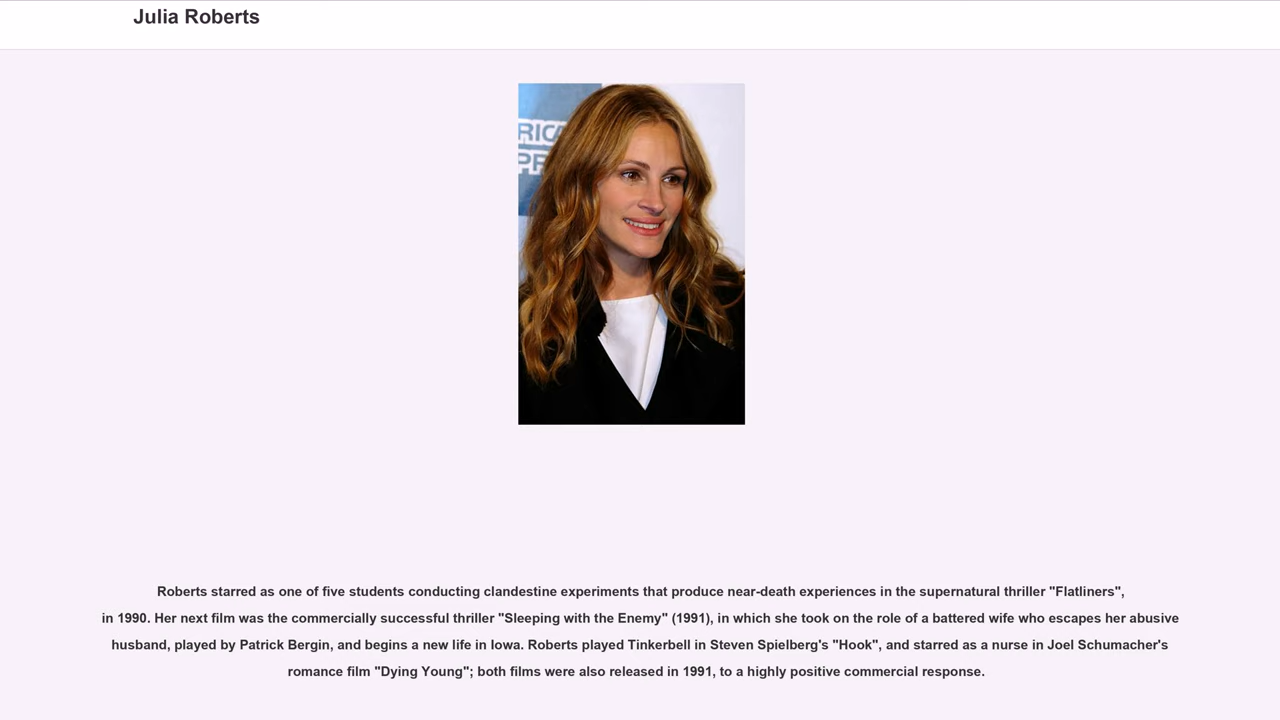 Julia Roberts
RICA
PR
Roberts starred as one of five students conducting clandestine experiments that produce near-death experiences in the supernatural thriller "Flatliners",
in 1990. Her next film was the commercially successful thriller "Sleeping with the Enemy" (1991), in which she took on the role of a battered wife who escapes her abusive
husband, played by Patrick Bergin, and begins a new life in Iowa. Roberts played Tinkerbell in Steven Spielberg's "Hook", and starred as a nurse in Joel Schumacher's
romance film "Dying Young"; both films were also released in 1991, to a highly positive commercial response.